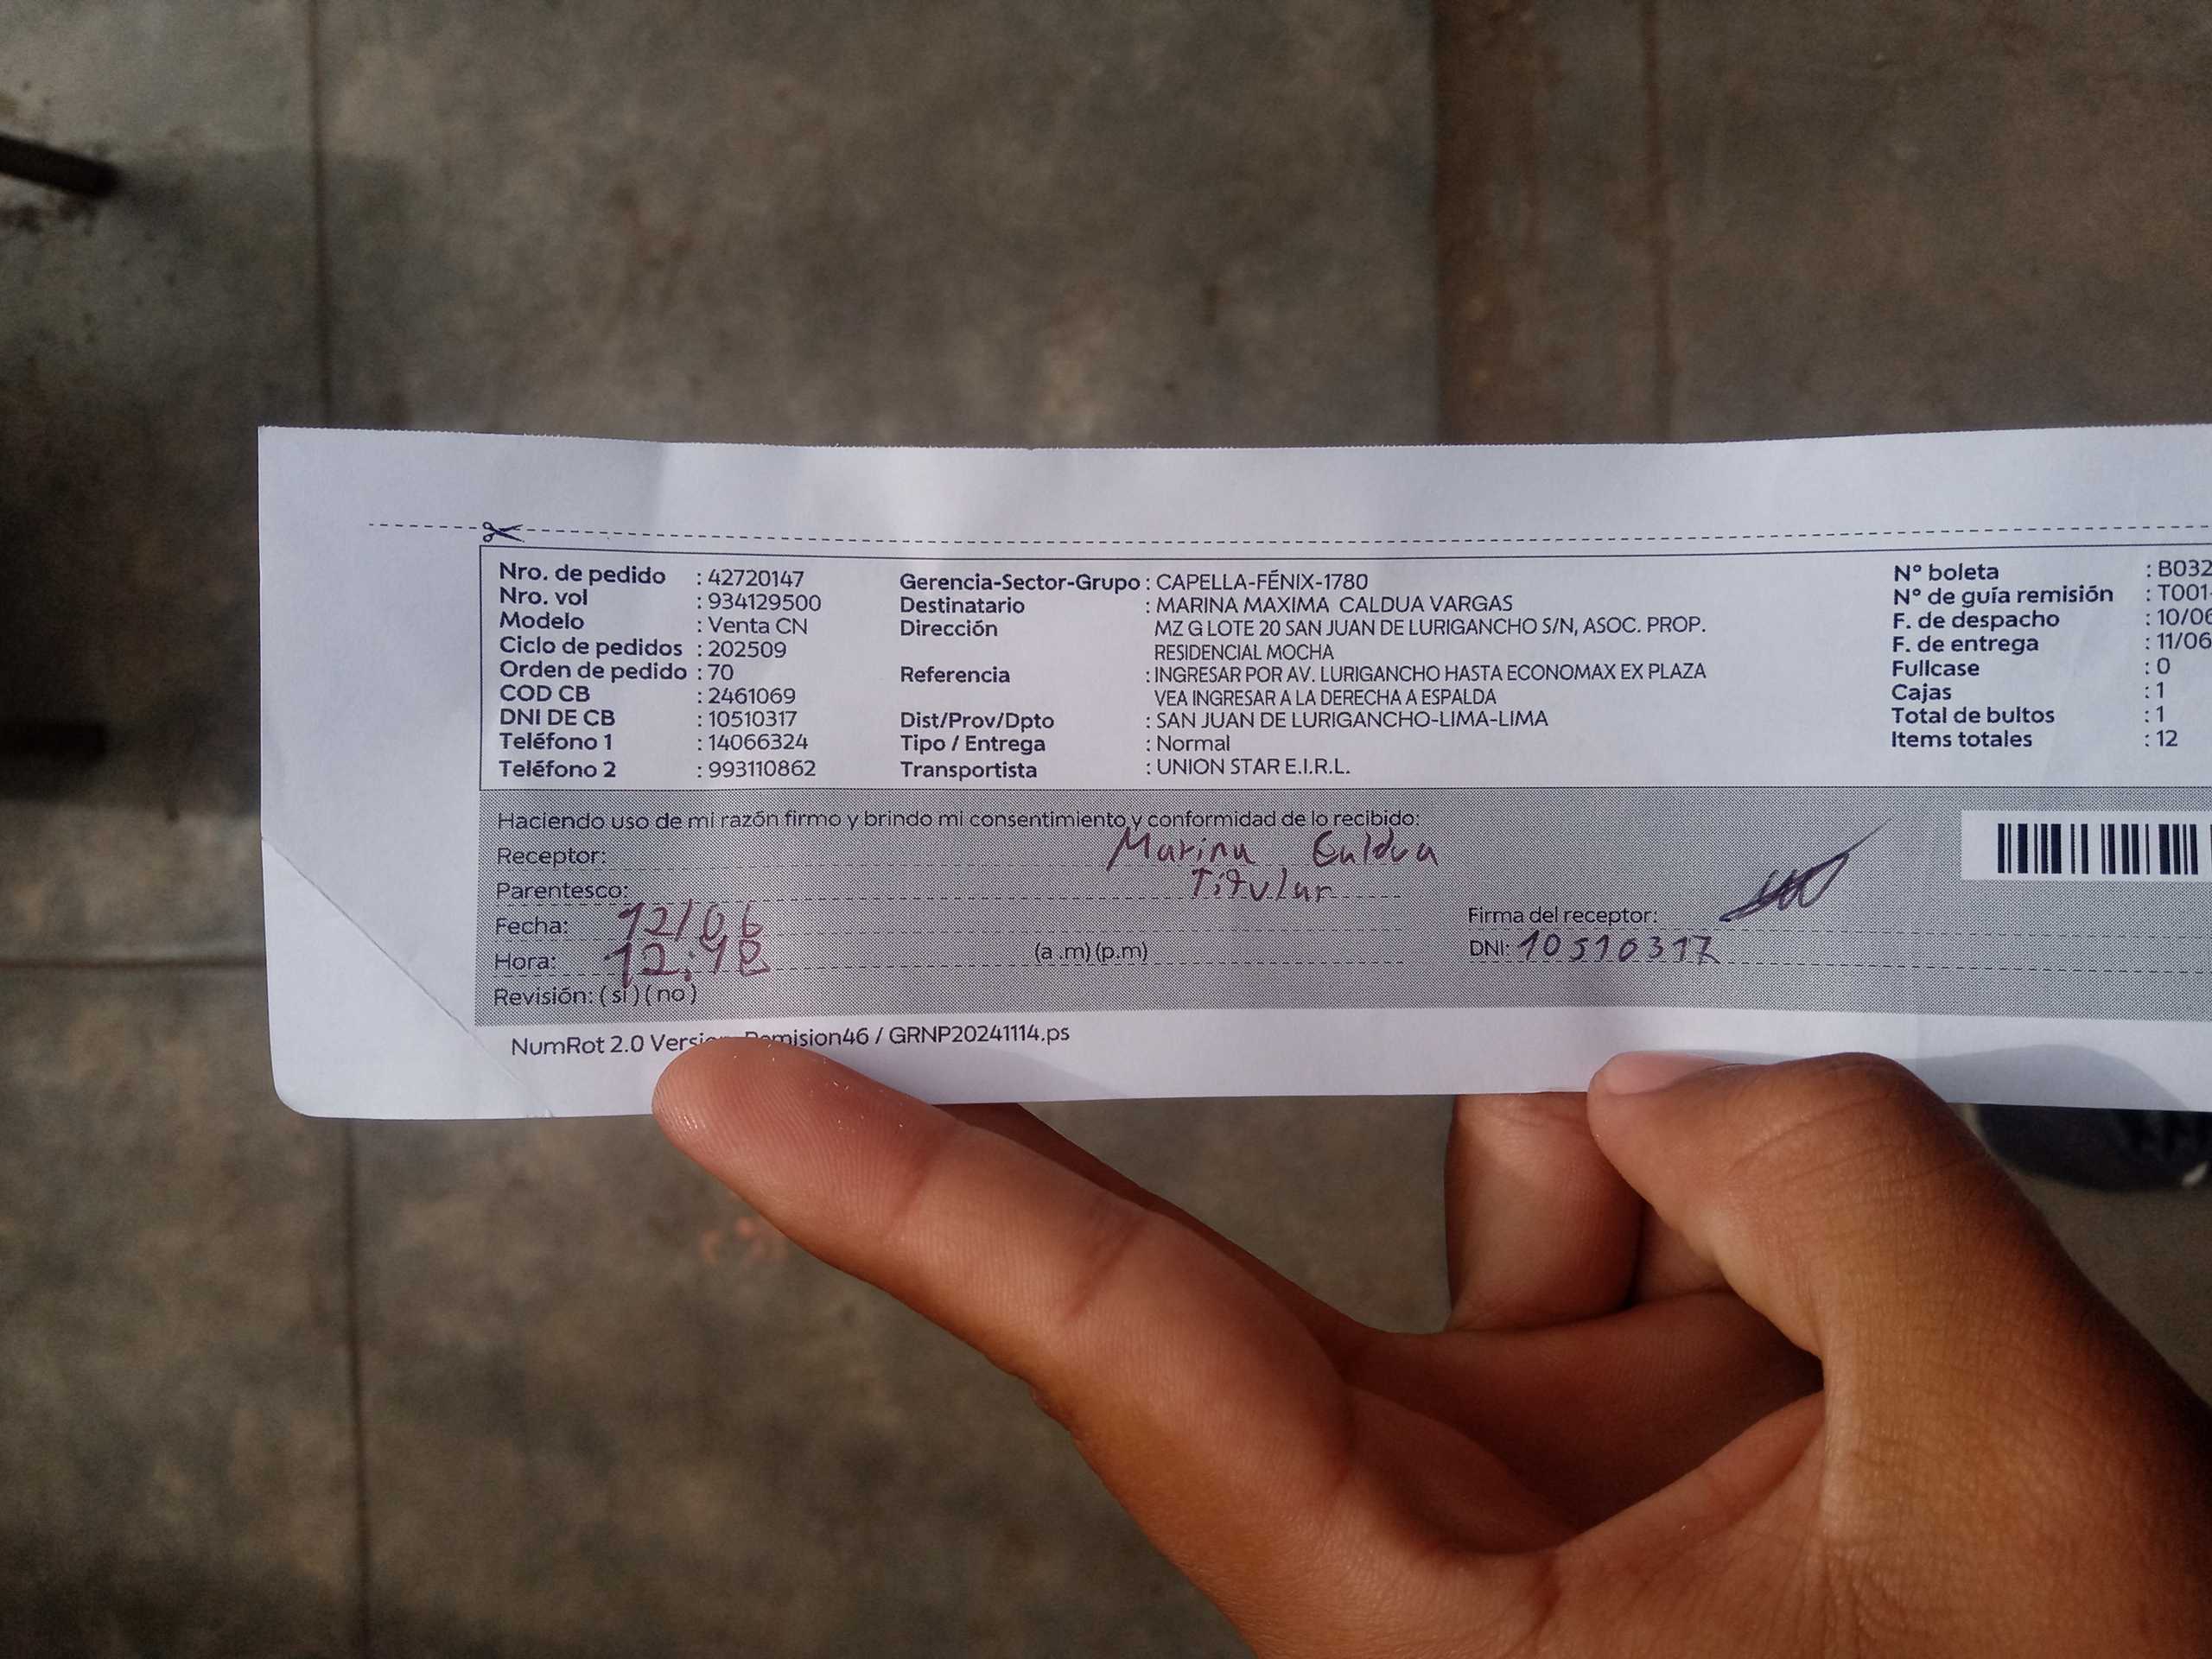 Nro. de pedido : 42720147
Nro. vol : 934129500
Modelo : Venta CN
Ciclo de pedidos : 202509
Orden de pedido : 70
COD CB : 2461069
DNI DE CB : 10510317
Teléfono 1 : 14066324
Teléfono 2 : 993110862
Gerencia-Sector-Grupo : CAPELLA-FÉNIX-1780
Destinatario : MARINA MAXIMA CALDUA VARGAS
Dirección MZ G LOTE 20 SAN JUAN DE LURIGANCHO S/N, ASOC. PROP.
RESIDENCIAL MOCHA
Referencia : INGRESAR POR AV. LURIGANCHO HASTA ECONOMAX EX PLAZA
VEA INGRESAR A LA DERECHA A ESPALDA
Dist/Prov/Dpto : SAN JUAN DE LURIGANCHO-LIMA-LIMA
Tipo / Entrega : Normal
Transportista : UNION STAR E.I.R.L.
N° boleta : B032
N° de guía remisión : T001-
F. de despacho : 10/06
F. de entrega : 11/06
Fullcase : 0
Cajas : 1
Total de bultos : 1
Items totales : 12
Haciendo uso de mi razón firmo y brindo mi consentimiento y conformidad de lo recibido:
Receptor: Marina Caldua
Parentesco: Titular
Fecha: 12/06
Hora: 12:48 (a .m) (p.m)
Revisión: ( sí ) ( no )
Firma del receptor:
DNI: 10510317
NumRot 2.0 / GRNP20241114.ps